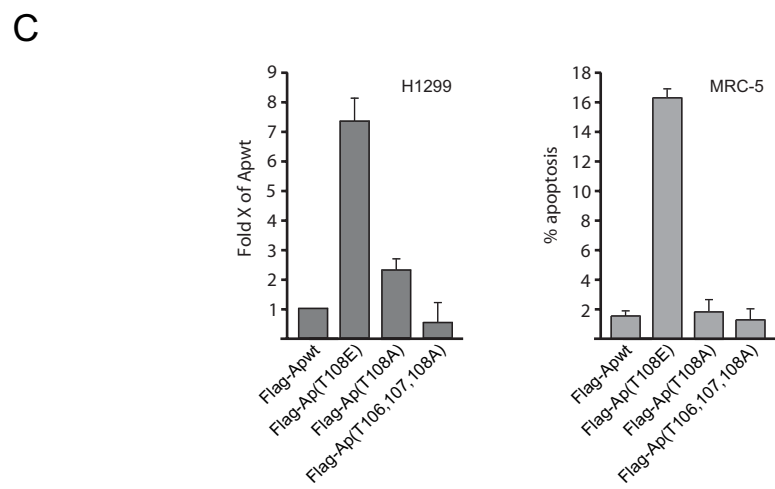 C
H1299
Fold X of Apwt
9
8
7
6
5
4
3
2
1
Flag-Apwt
Flag-Ap(T108E)
Flag-Ap(T108A)
Flag-Ap(T106,107,108A)
MRC-5
% apoptosis
18
16
14
12
10
8
6
4
2
Flag-Apwt
Flag-Ap(T108E)
Flag-Ap(T108A)
Flag-Ap(T106,107,108A)